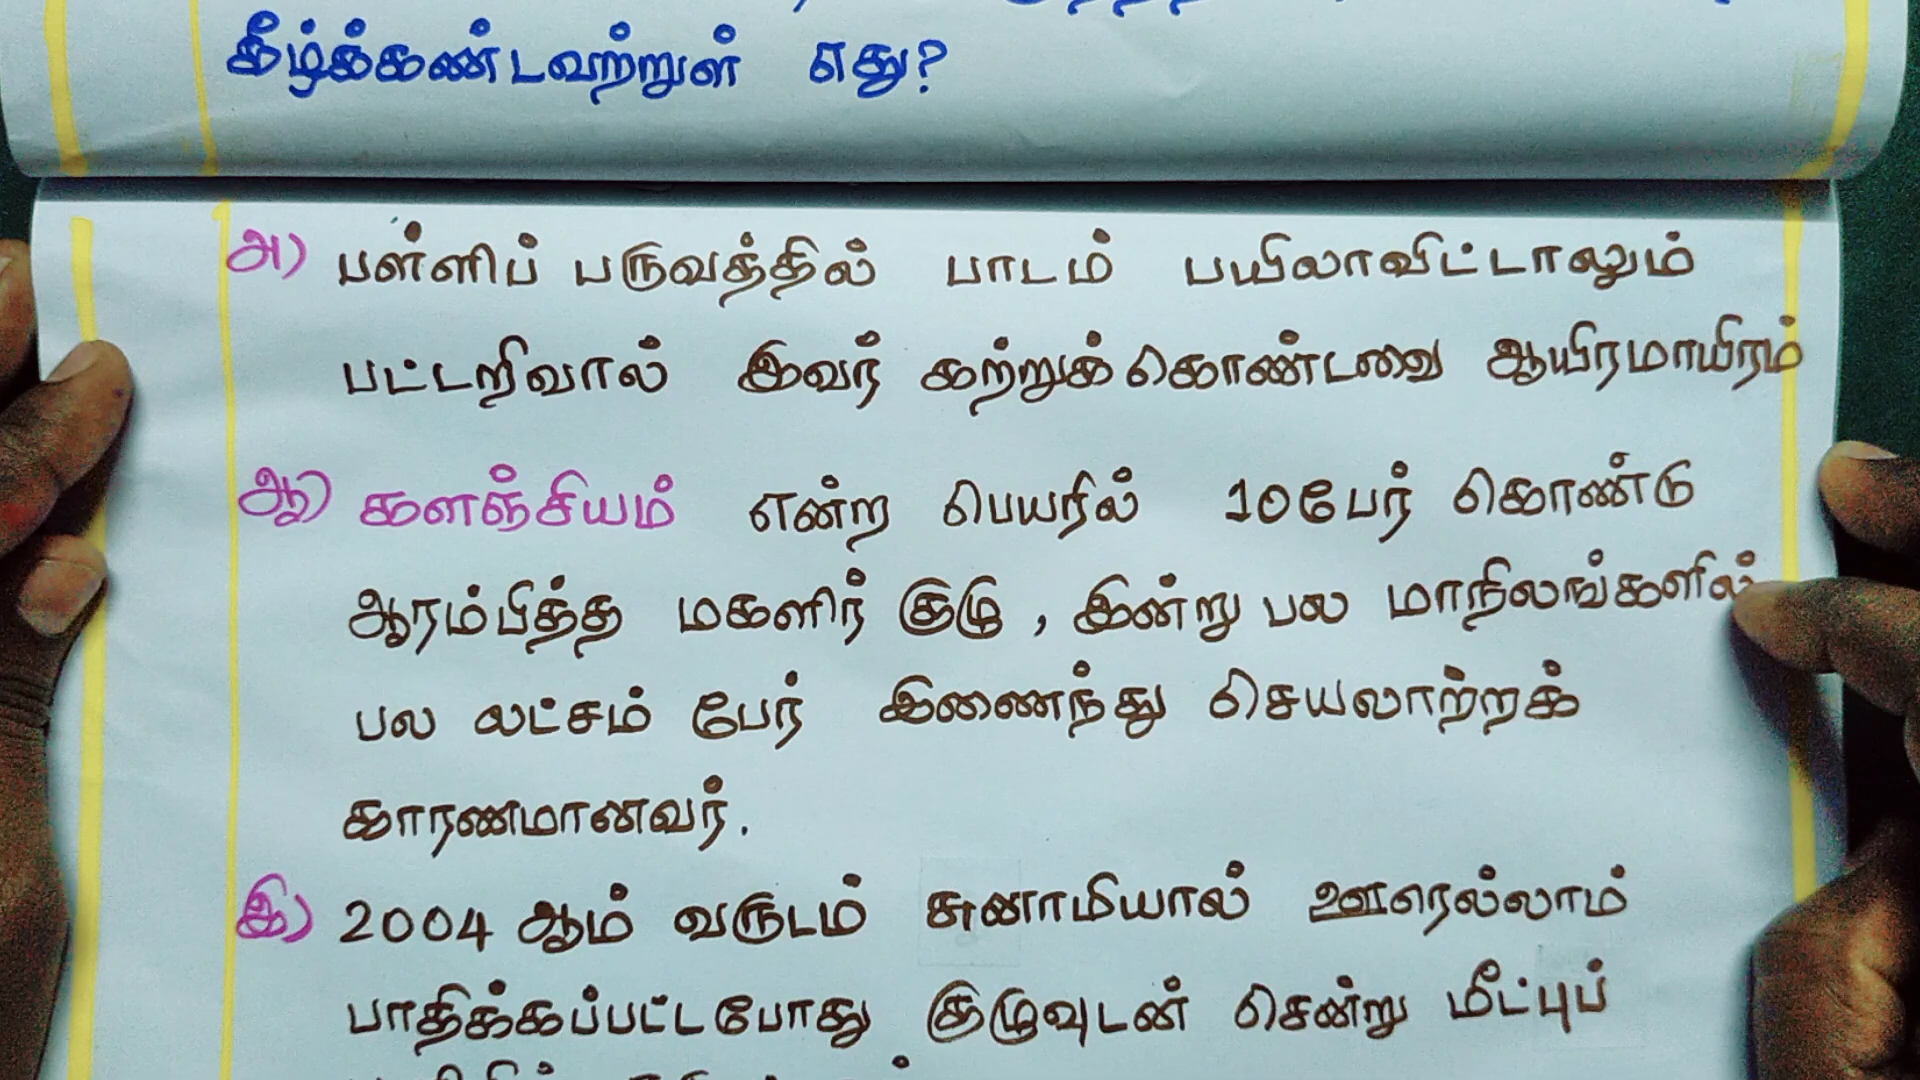 கீழ்க்கண்டவற்றுள் எது?
அ) பள்ளிப் பருவத்தில் பாடம் பயிலாவிட்டாலும்
பட்டறிவால் இவர் கற்றுக்கொண்டவை ஆயிரமாயிரம்
ஆ) களஞ்சியம் என்ற பெயரில் 10பேர் கொண்டு
ஆரம்பித்த மகளிர் குழு, இன்று பல மாநிலங்களில்
பல லட்சம் பேர் இணைந்து செயலாற்றக்
காரணமானவர்.
இ) 2004 ஆம் வருடம் சுனாமியால் ஊரெல்லாம்
பாதிக்கப்பட்டபோது குழுவுடன் சென்று மீட்புப்